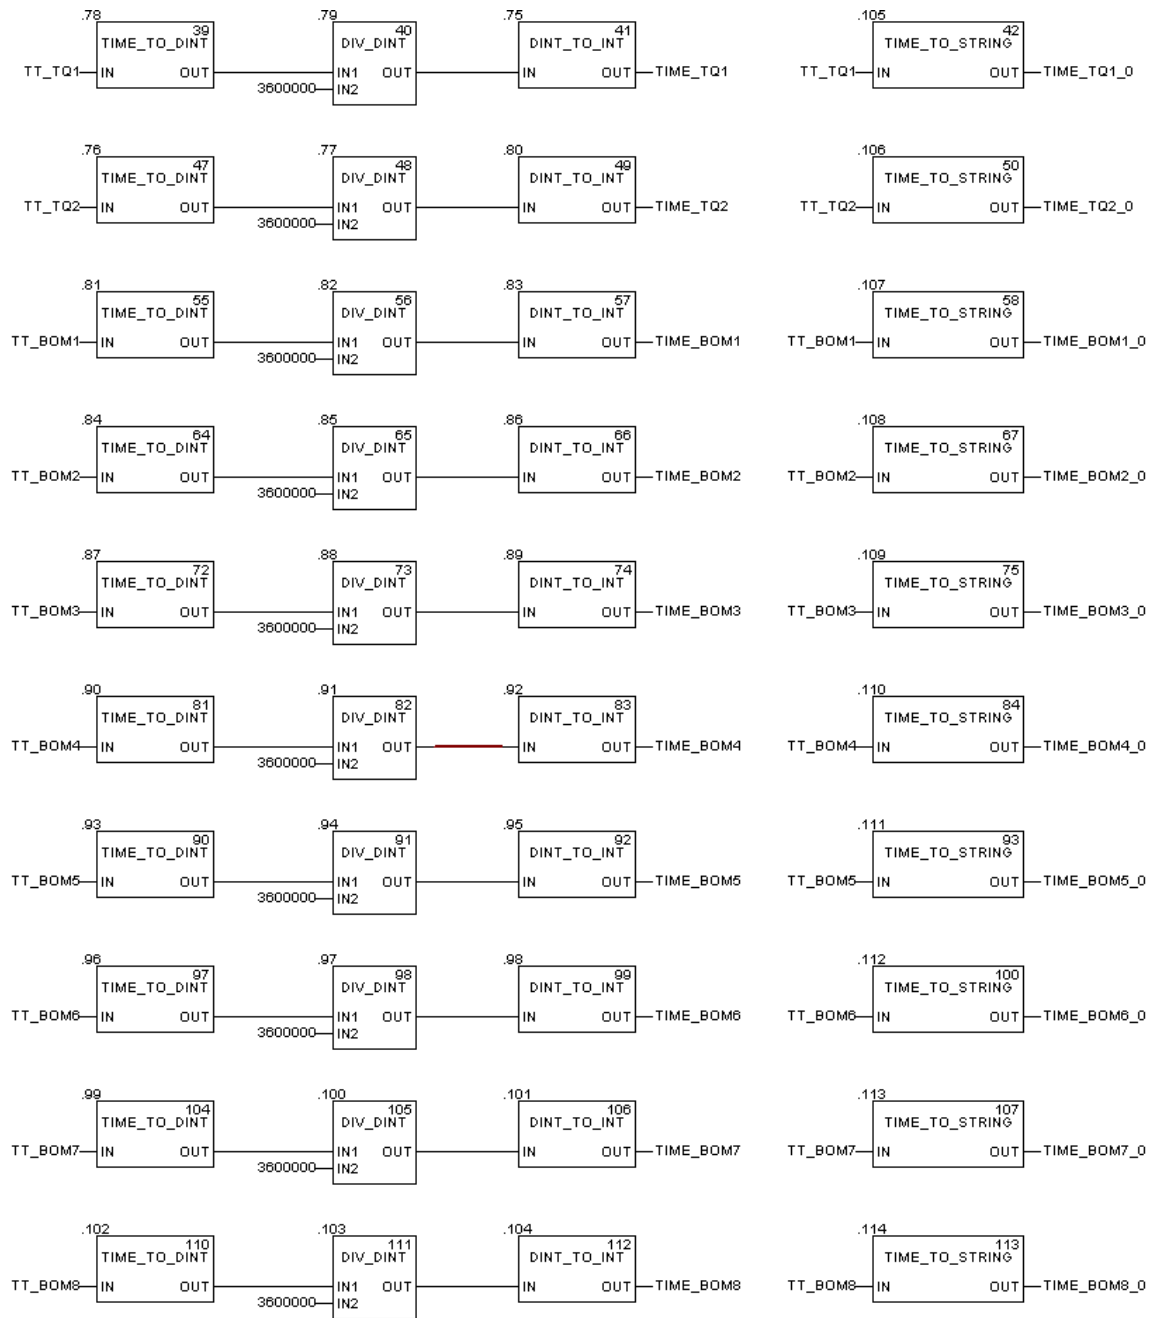 .78 .79 .75 .105
39 40 41 42
TIME_TO_DINT DIV_DINT DINT_TO_INT TIME_TO_STRING
TT_TQ1 IN OUT IN1 OUT IN OUT TIME_TQ1 TT_TQ1 IN OUT TIME_TQ1_0
3600000 IN2
.76 .77 .80 .106
47 48 49 50
TIME_TO_DINT DIV_DINT DINT_TO_INT TIME_TO_STRING
TT_TQ2 IN OUT IN1 OUT IN OUT TIME_TQ2 TT_TQ2 IN OUT TIME_TQ2_0
3600000 IN2
.81 .82 .83 .107
55 56 57 58
TIME_TO_DINT DIV_DINT DINT_TO_INT TIME_TO_STRING
TT_BOM1 IN OUT IN1 OUT IN OUT TIME_BOM1 TT_BOM1 IN OUT TIME_BOM1_0
3600000 IN2
.84 .85 .86 .108
64 65 66 67
TIME_TO_DINT DIV_DINT DINT_TO_INT TIME_TO_STRING
TT_BOM2 IN OUT IN1 OUT IN OUT TIME_BOM2 TT_BOM2 IN OUT TIME_BOM2_0
3600000 IN2
.87 .88 .89 .109
72 73 74 75
TIME_TO_DINT DIV_DINT DINT_TO_INT TIME_TO_STRING
TT_BOM3 IN OUT IN1 OUT IN OUT TIME_BOM3 TT_BOM3 IN OUT TIME_BOM3_0
3600000 IN2
.90 .91 .92 .110
81 82 83 84
TIME_TO_DINT DIV_DINT DINT_TO_INT TIME_TO_STRING
TT_BOM4 IN OUT IN1 OUT IN OUT TIME_BOM4 TT_BOM4 IN OUT TIME_BOM4_0
3600000 IN2
.93 .94 .95 .111
90 91 92 93
TIME_TO_DINT DIV_DINT DINT_TO_INT TIME_TO_STRING
TT_BOM5 IN OUT IN1 OUT IN OUT TIME_BOM5 TT_BOM5 IN OUT TIME_BOM5_0
3600000 IN2
.96 .97 .98 .112
97 98 99 100
TIME_TO_DINT DIV_DINT DINT_TO_INT TIME_TO_STRING
TT_BOM6 IN OUT IN1 OUT IN OUT TIME_BOM6 TT_BOM6 IN OUT TIME_BOM6_0
3600000 IN2
.99 .100 .101 .113
104 105 106 107
TIME_TO_DINT DIV_DINT DINT_TO_INT TIME_TO_STRING
TT_BOM7 IN OUT IN1 OUT IN OUT TIME_BOM7 TT_BOM7 IN OUT TIME_BOM7_0
3600000 IN2
.102 .103 .104 .114
110 111 112 113
TIME_TO_DINT DIV_DINT DINT_TO_INT TIME_TO_STRING
TT_BOM8 IN OUT IN1 OUT IN OUT TIME_BOM8 TT_BOM8 IN OUT TIME_BOM8_0
3600000 IN2